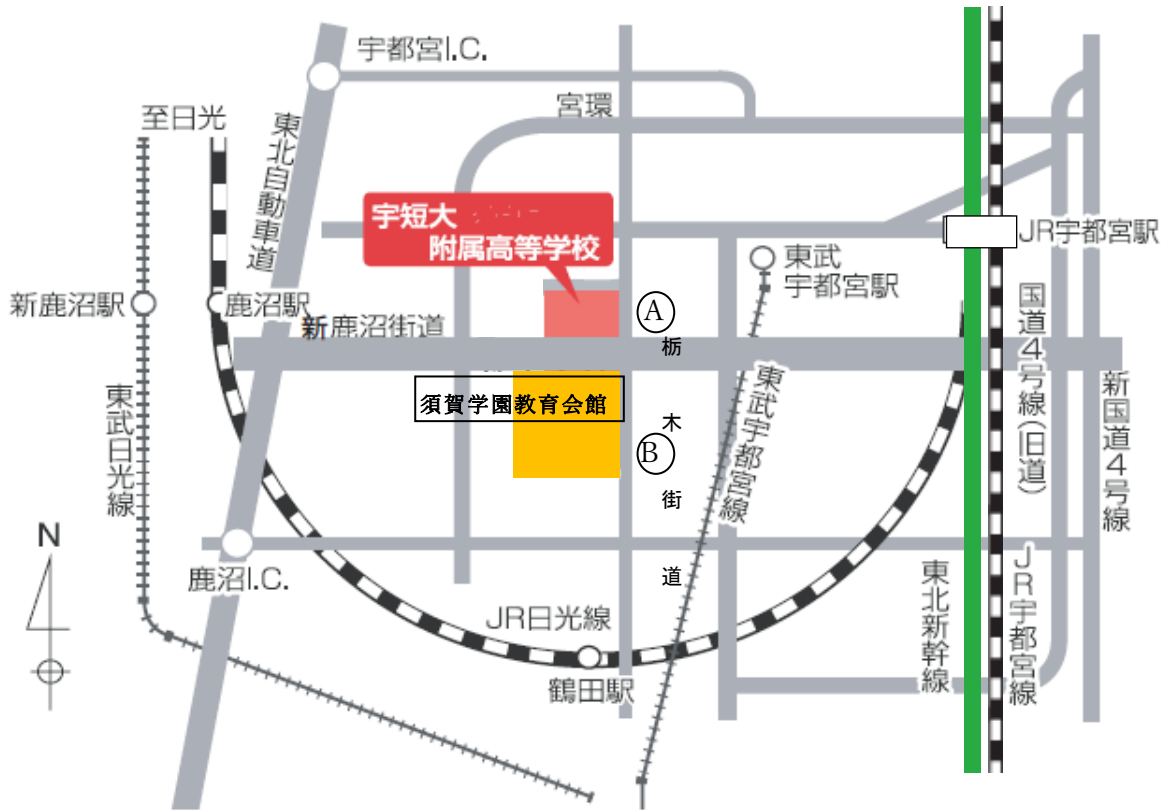 宇都宮I.C.
至日光
宮環
東北自動車道
宇短大
附属高等学校
JR宇都宮駅
東武
宇都宮駅
新鹿沼駅
鹿沼駅
新鹿沼街道
A
栃木街道
国道4号線(旧道)
新国道4号線
東武日光線
須賀学園教育会館
東武宇都宮線
B
N
鹿沼I.C.
JR日光線
鶴田駅
東北新幹線
JR宇都宮線